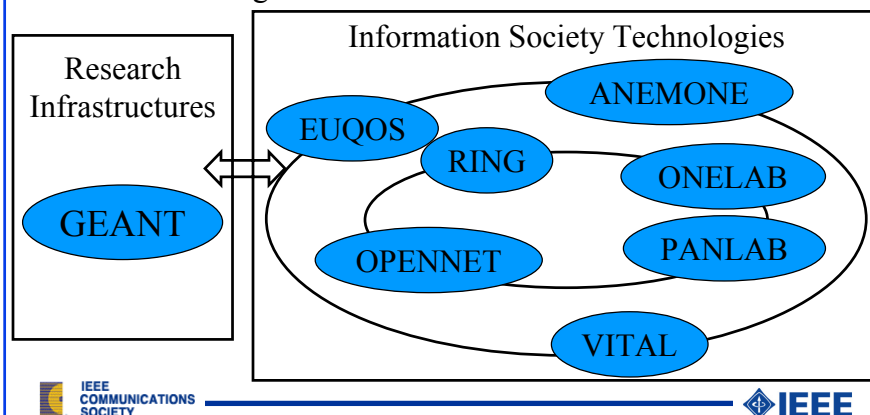 Research
Infrastructures
GEANT
Information Society Technologies
ANEMONE
EUQOS
RING
ONELAB
OPENNET
PANLAB
VITAL
IEEE
COMMUNICATIONS
SOCIETY
IEEE